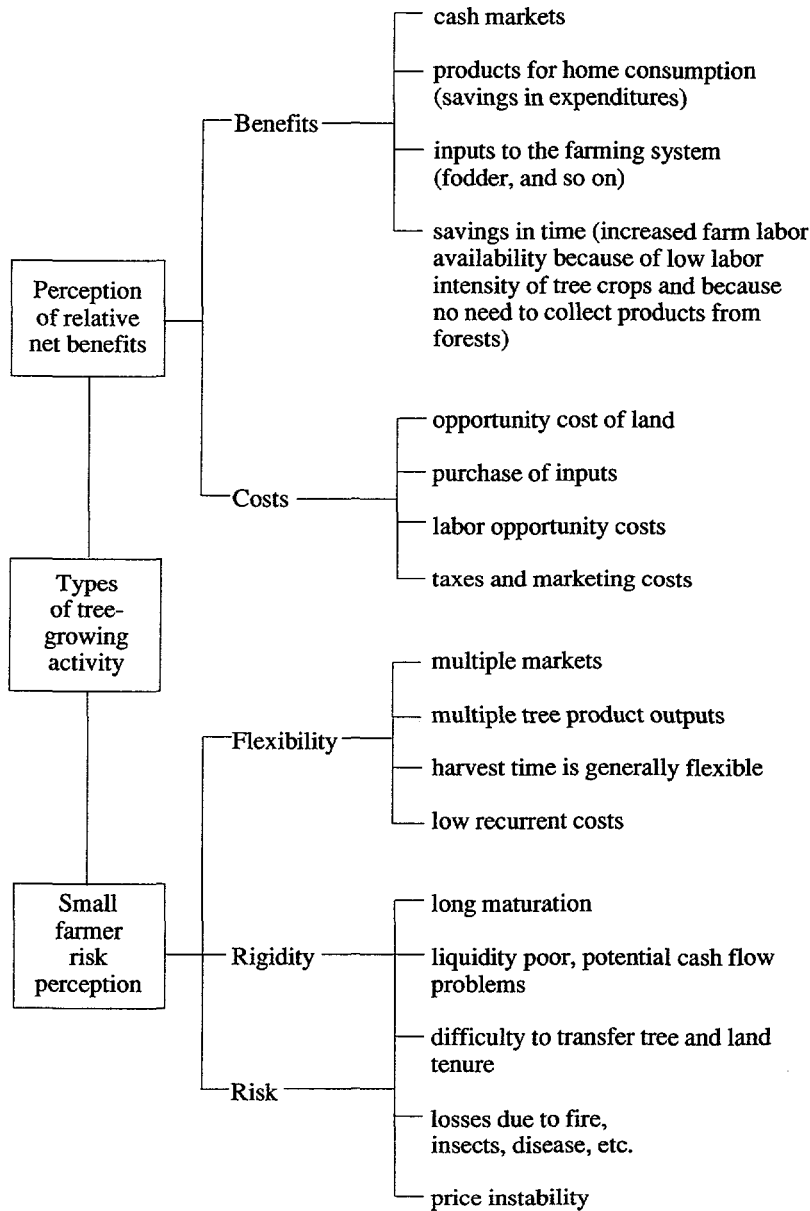 cash markets
products for home consumption
(savings in expenditures)
Benefits
inputs to the farming system
(fodder, and so on)
savings in time (increased farm labor
availability because of low labor
intensity of tree crops and because
no need to collect products from
forests)
Perception
of relative
net benefits
opportunity cost of land
purchase of inputs
Costs
labor opportunity costs
taxes and marketing costs
Types
of tree-
growing
activity
multiple markets
multiple tree product outputs
Flexibility
harvest time is generally flexible
low recurrent costs
Small
farmer
risk
perception
long maturation
Rigidity
liquidity poor, potential cash flow
problems
difficulty to transfer tree and land
tenure
Risk
losses due to fire,
insects, disease, etc.
price instability